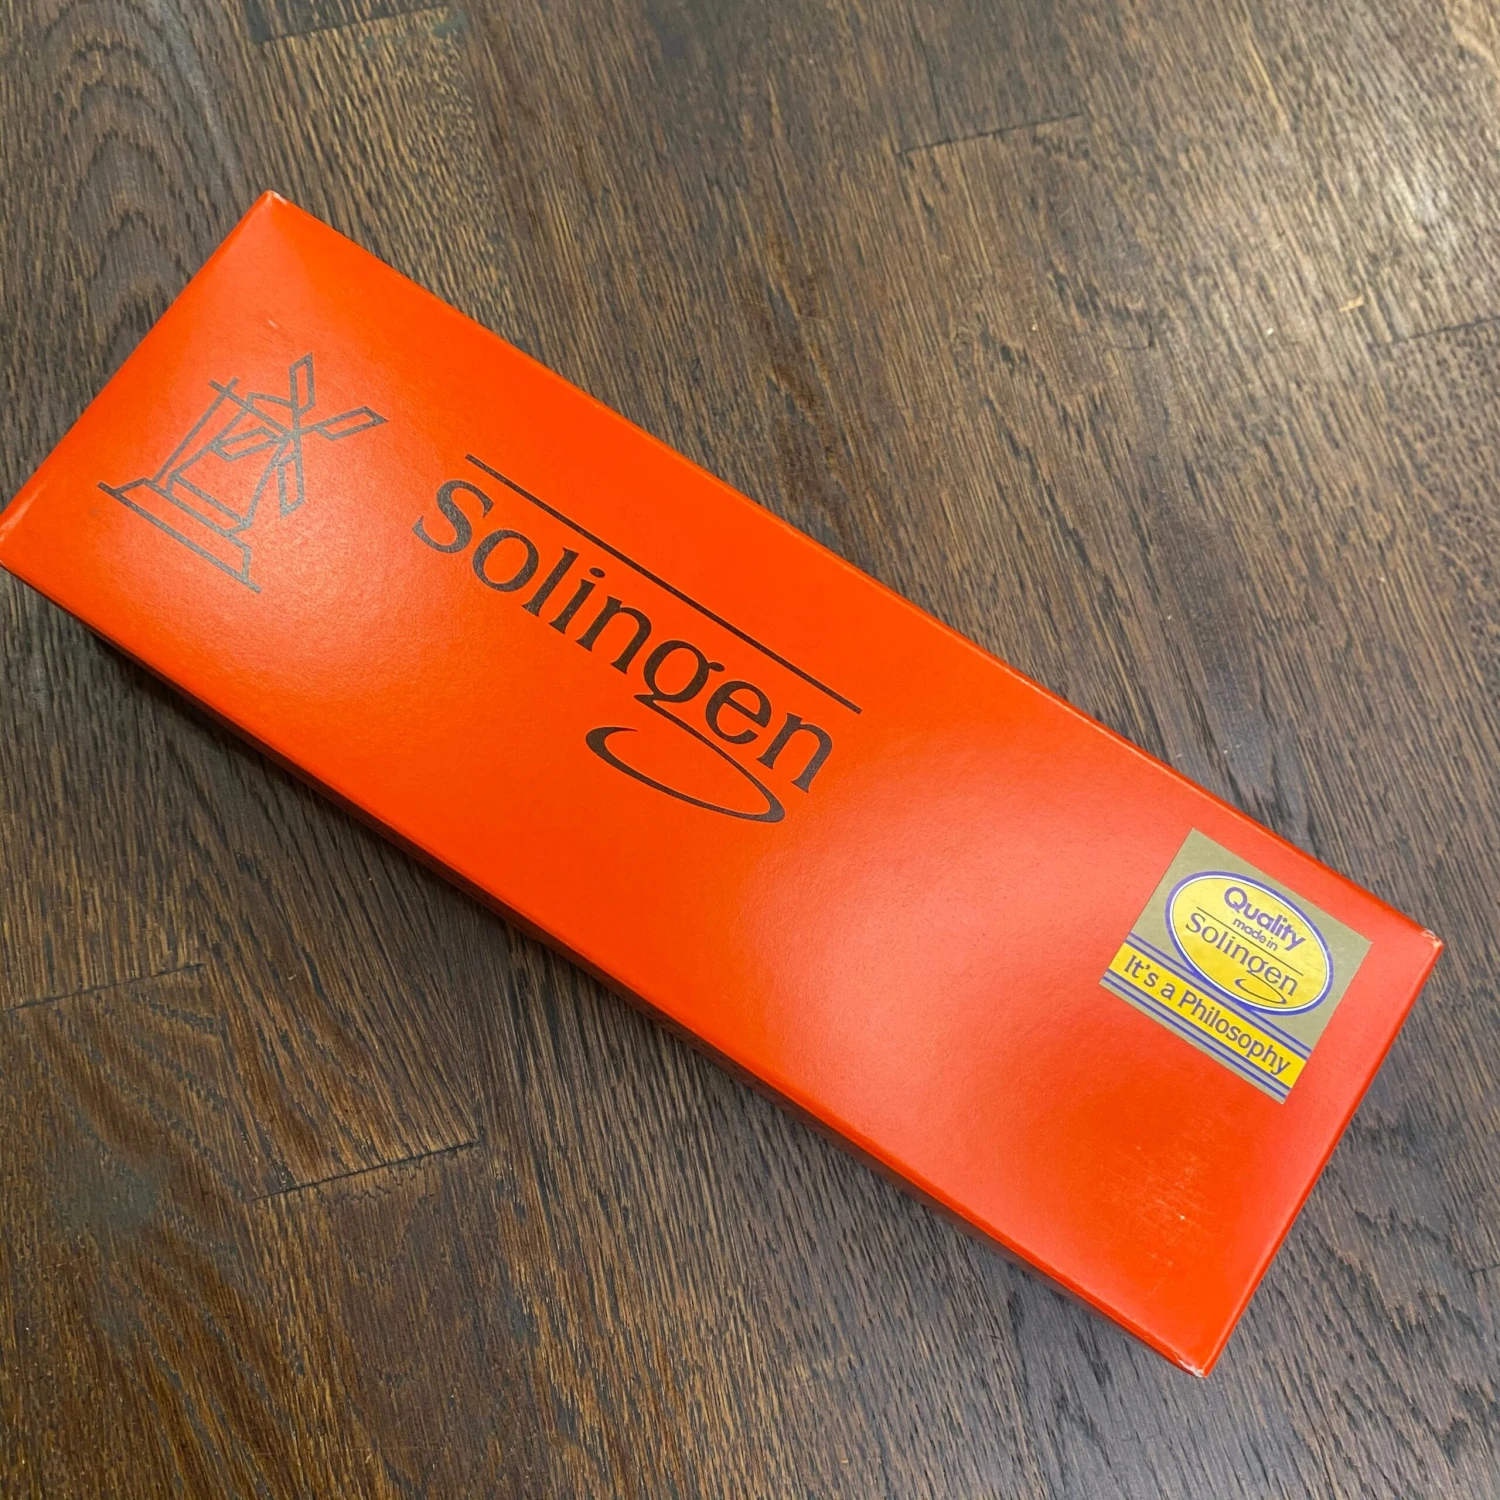 Solingen
Quality
made in
Solingen
It's a Philosophy